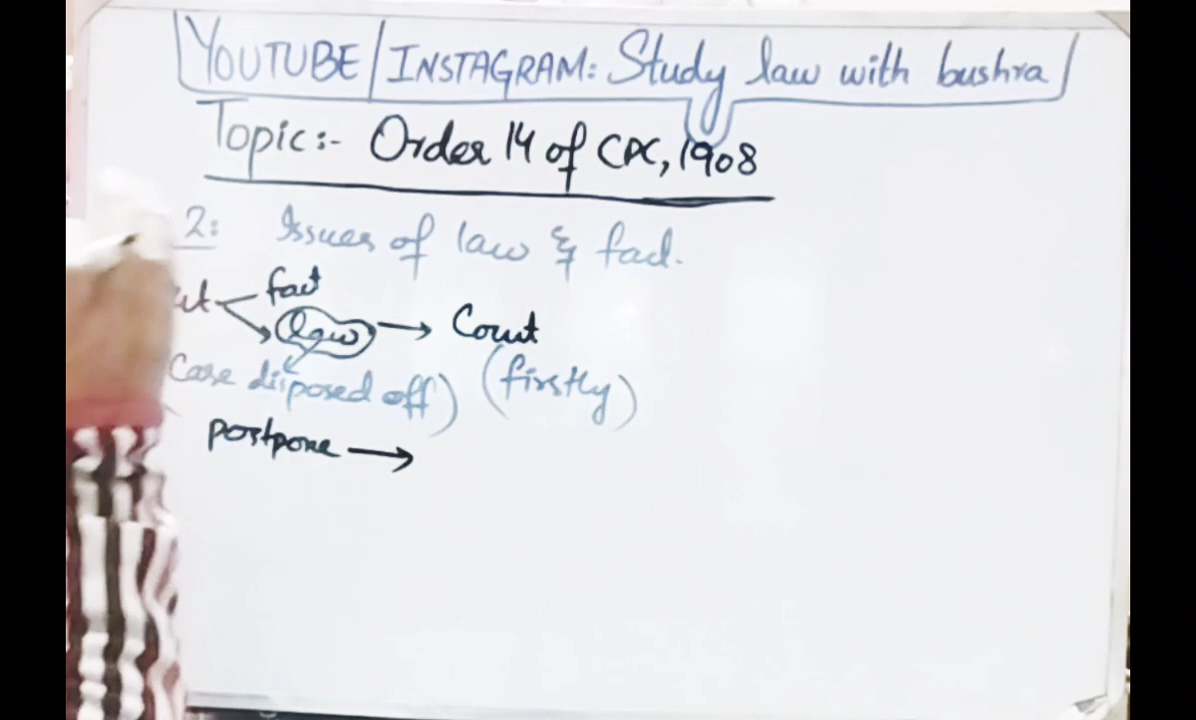 YOUTUBE/INSTAGRAM: Study law with bushra
Topic:- Order 14 of CPC, 1908
2: Issues of law & fact.
fact
law → Court
Case disposed off) (firstly)
postpone →